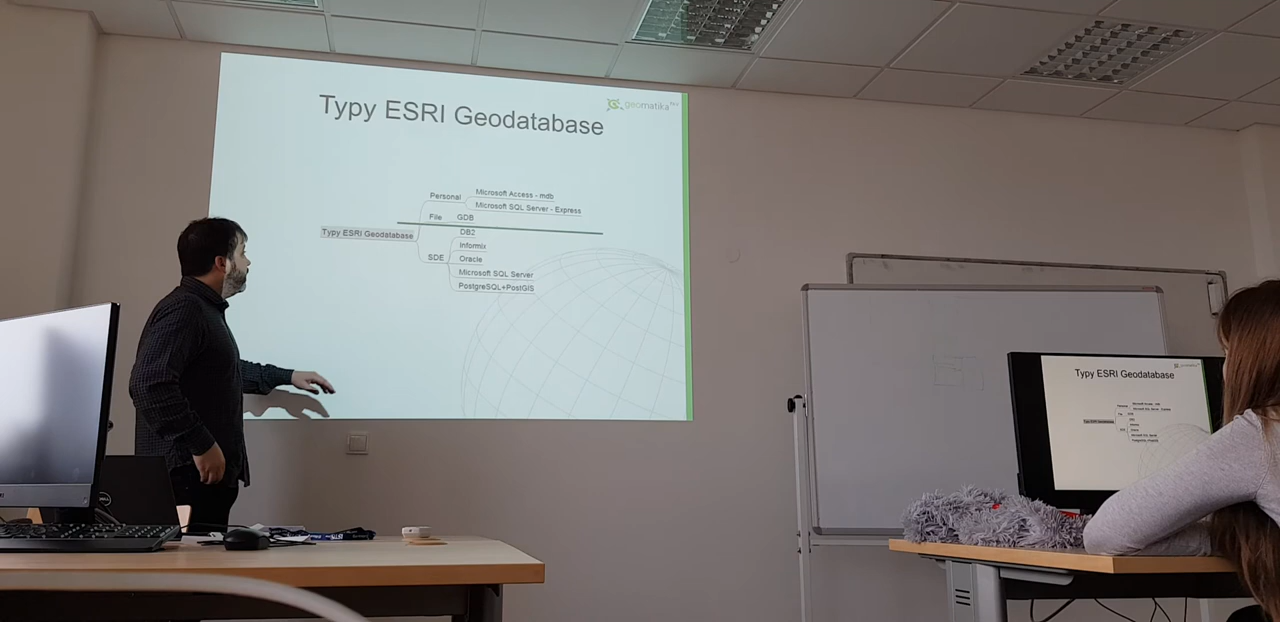 Typy ESRI Geodatabase
geomatika
Personal
Microsoft Access - mdb
Microsoft SQL Server - Express
File
GDB
Typy ESRI Geodatabase
SDE
DB2
Informix
Oracle
Microsoft SQL Server
PostgreSQL+PostGIS
DELL
Typy ESRI Geodatabase